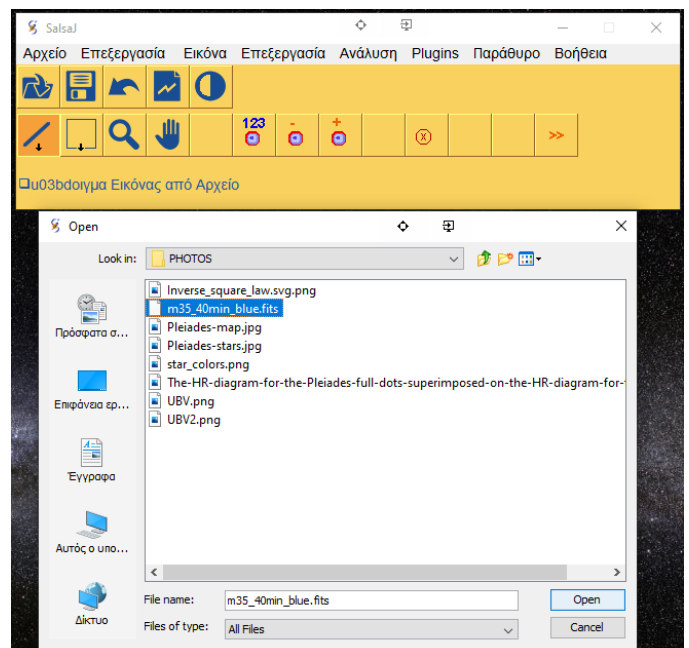 SalsaJ
Αρχείο Επεξεργασία Εικόνα Επεξεργασία Ανάλυση Plugins Παράθυρο Βοήθεια
123 - +
(x) >>
□u03bdοιγμα Εικόνας από Αρχείο
Open
Look in: PHOTOS
Inverse_square_law.svg.png
m35_40min_blue.fits
Pleiades-map.jpg
Pleiades-stars.jpg
star_colors.png
The-HR-diagram-for-the-Pleiades-full-dots-superimposed-on-the-HR-diagram-for-
UBV.png
UBV2.png
Πρόσφατα σ...
Επιφάνεια ερ...
Έγγραφα
Αυτός ο υπο...
Δίκτυο
File name: m35_40min_blue.fits Open
Files of type: All Files Cancel